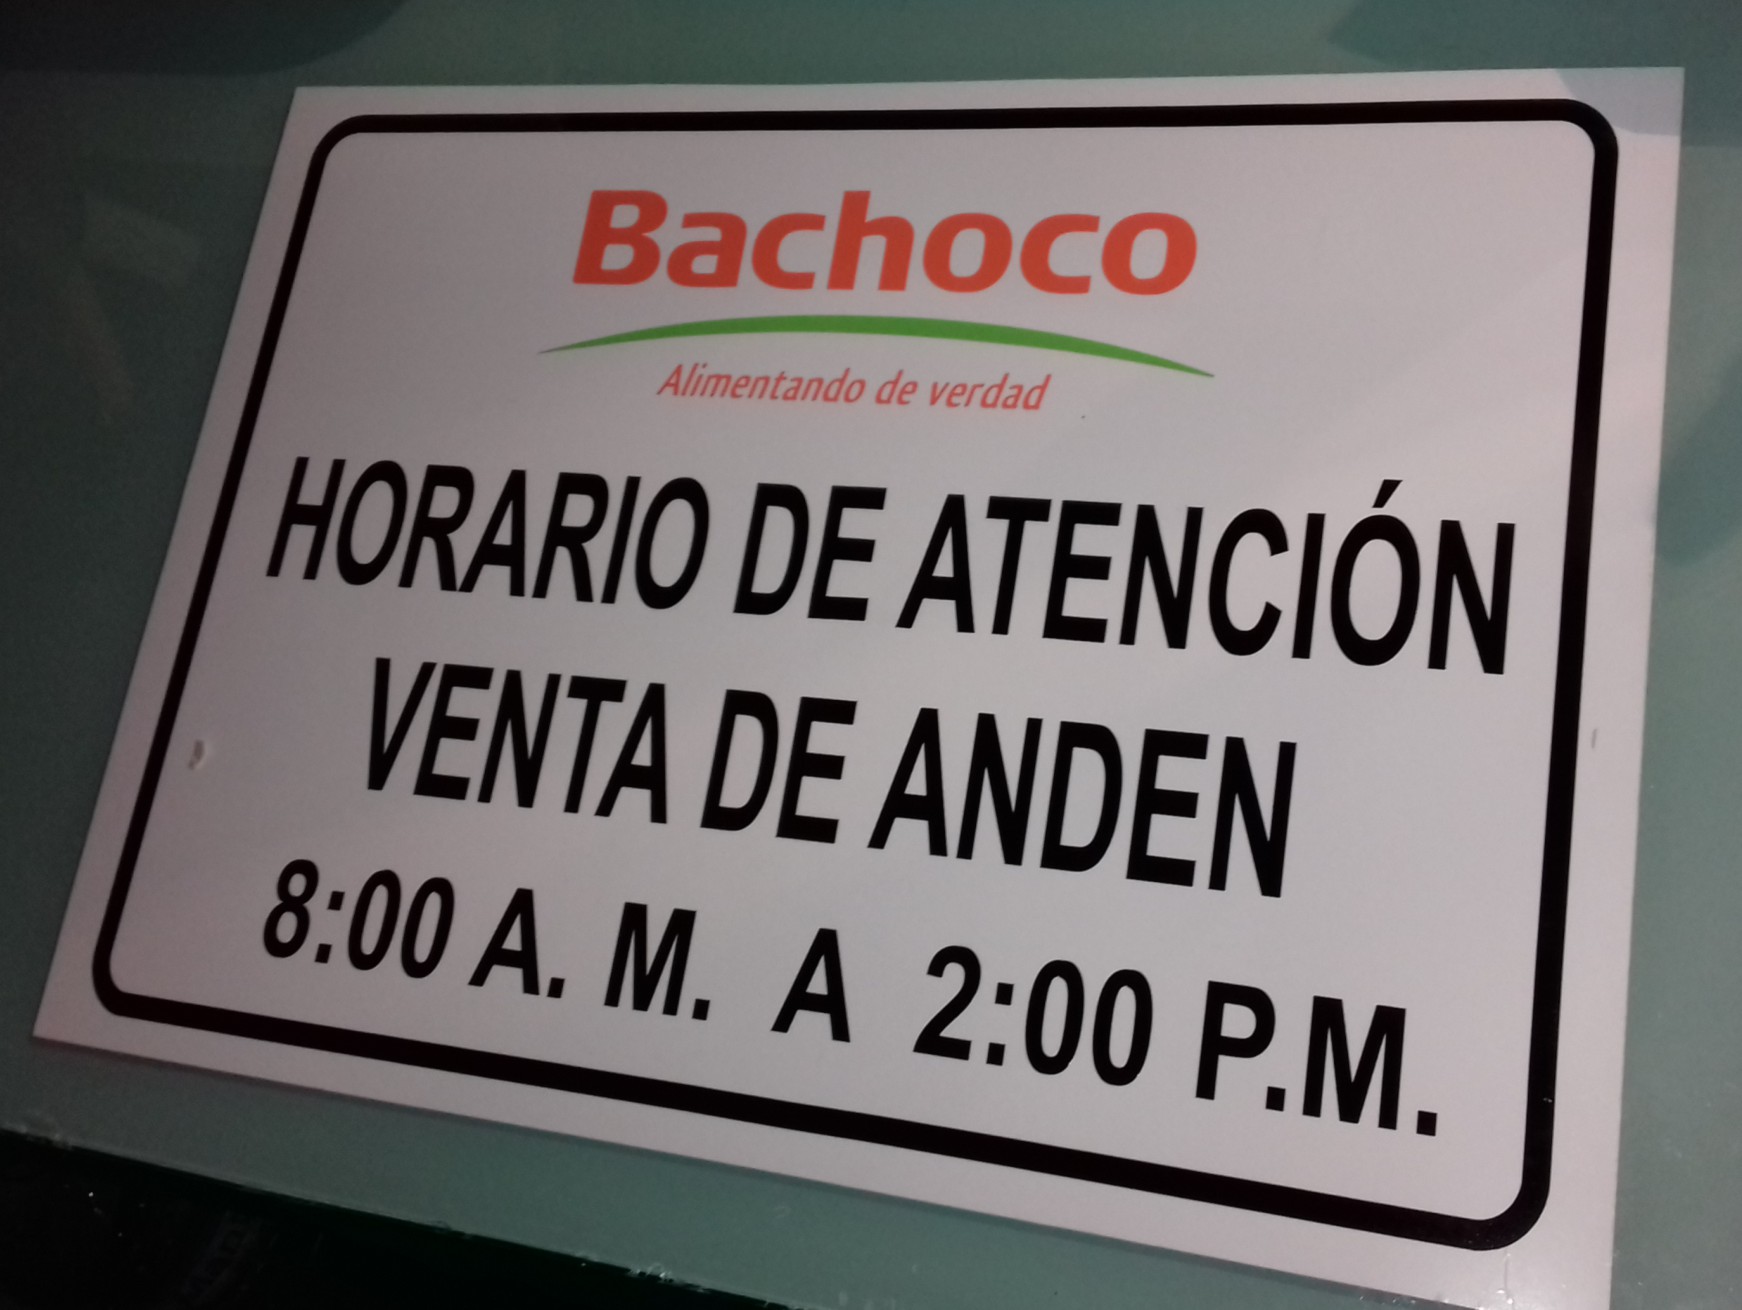 Bachoco
Alimentando de verdad
HORARIO DE ATENCIÓN
VENTA DE ANDEN
8:00 A. M. A 2:00 P.M.